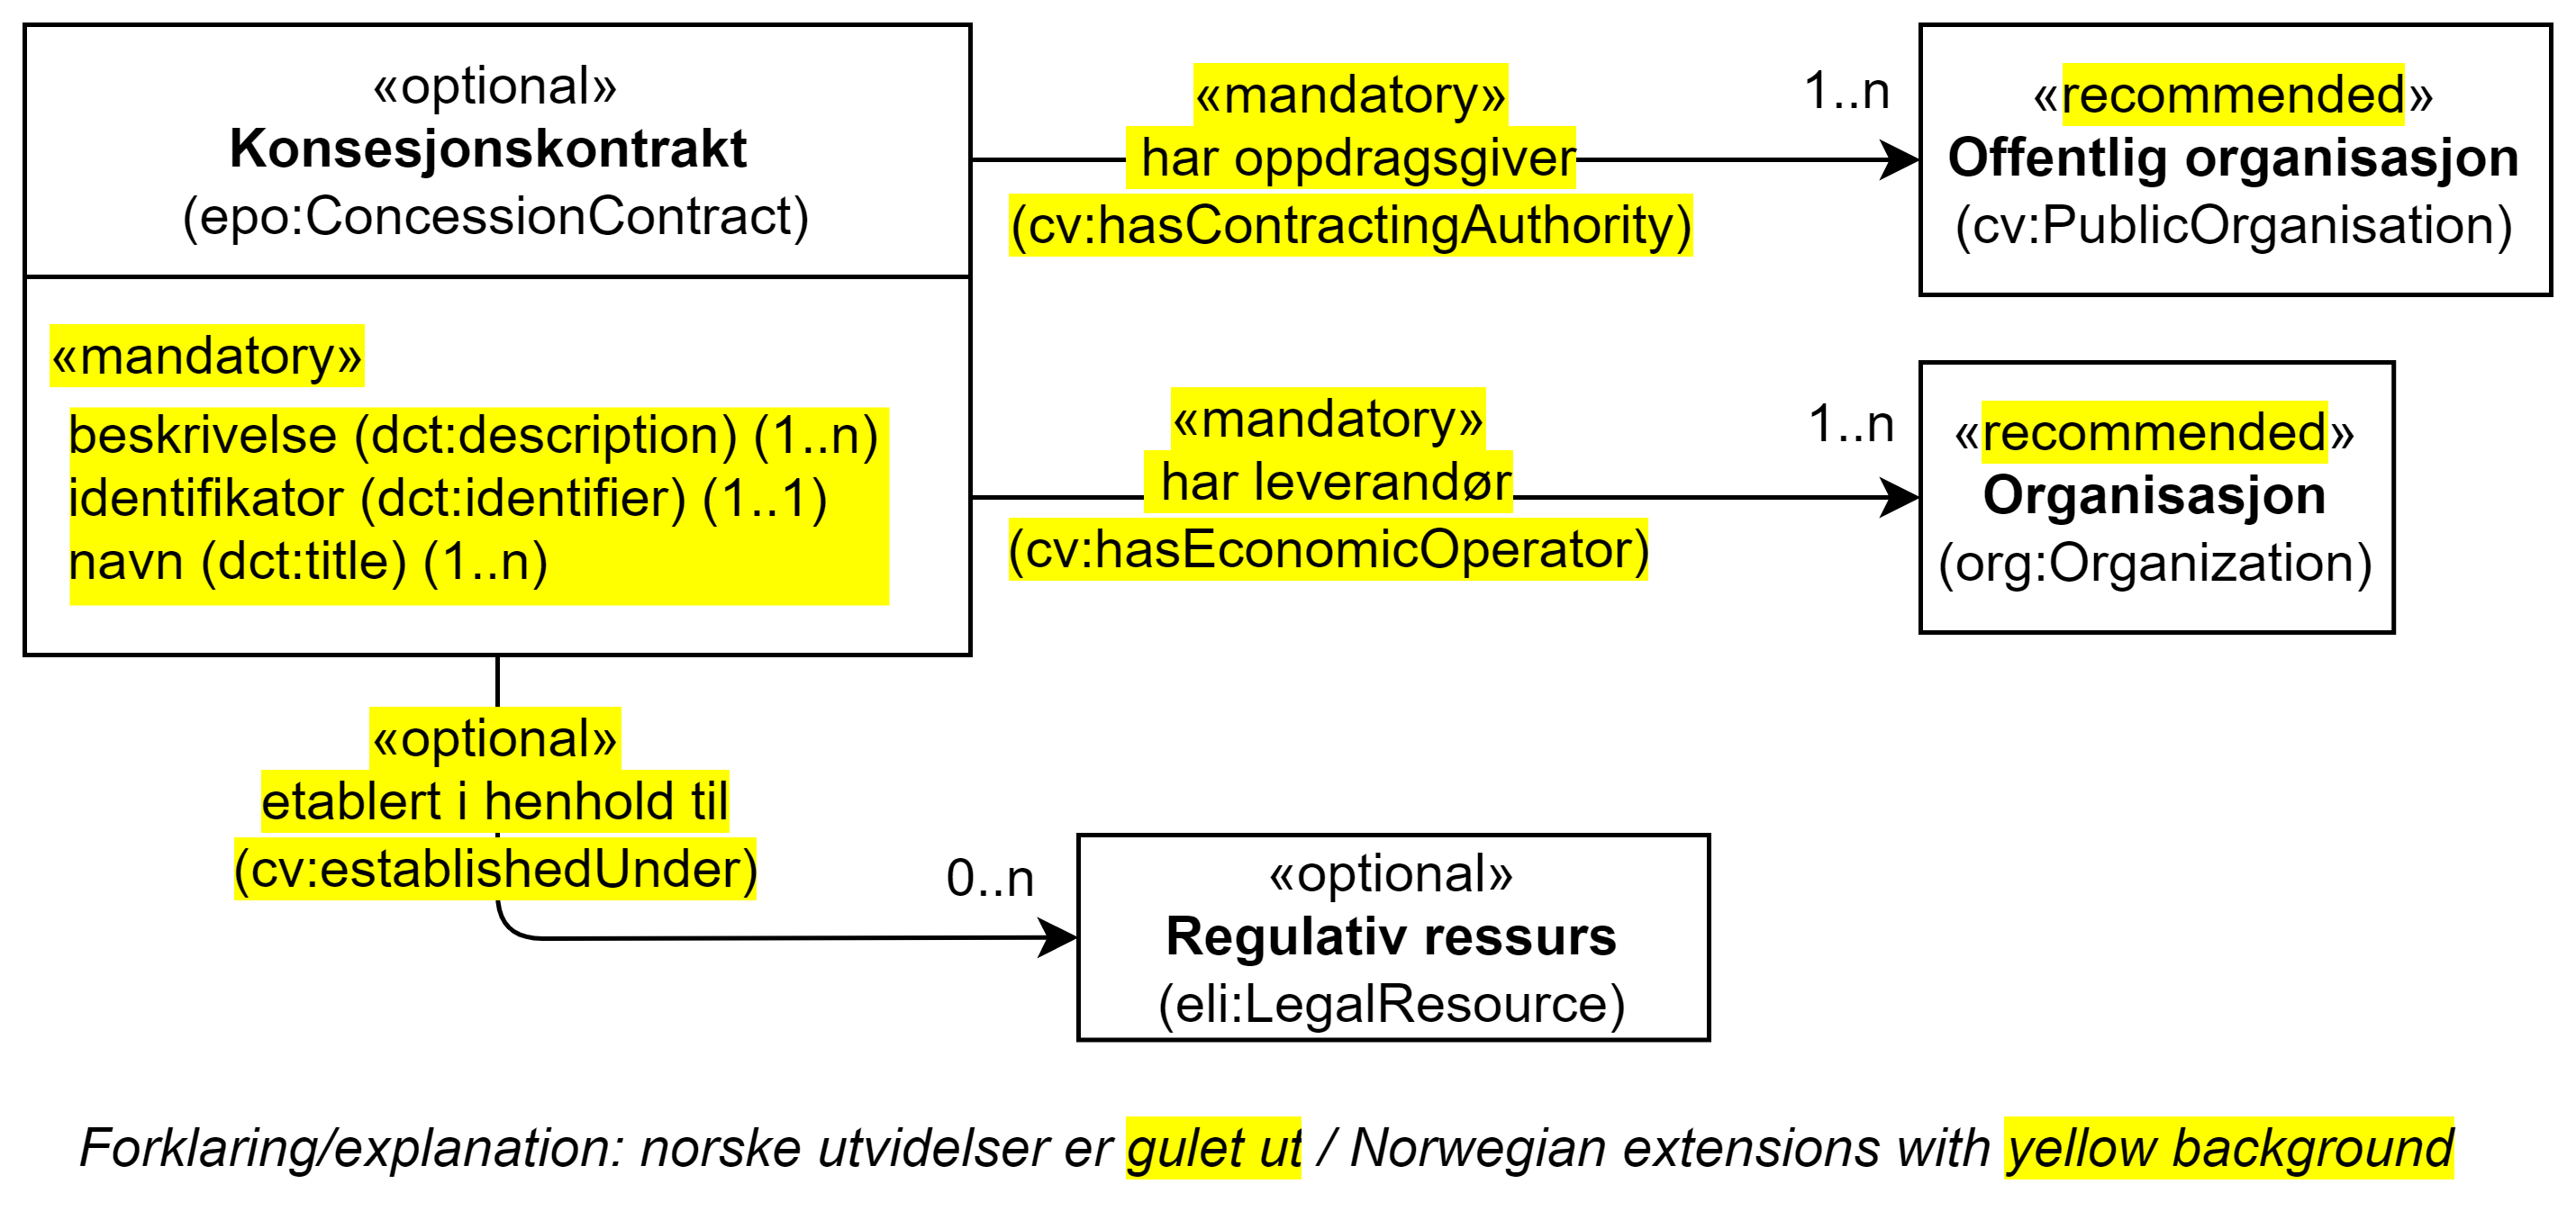 «optional»
Konsesjonskontrakt
(epo:ConcessionContract)
«mandatory»
beskrivelse (dct:description) (1..n)
identifikator (dct:identifier) (1..1)
navn (dct:title) (1..n)
«mandatory»
har oppdragsgiver
(cv:hasContractingAuthority)
1..n
«recommended»
Offentlig organisasjon
(cv:PublicOrganisation)
«mandatory»
har leverandør
(cv:hasEconomicOperator)
1..n
«recommended»
Organisasjon
(org:Organization)
«optional»
etablert i henhold til
(cv:establishedUnder)
0..n
«optional»
Regulativ ressurs
(eli:LegalResource)
Forklaring/explanation: norske utvidelser er gulet ut / Norwegian extensions with yellow background